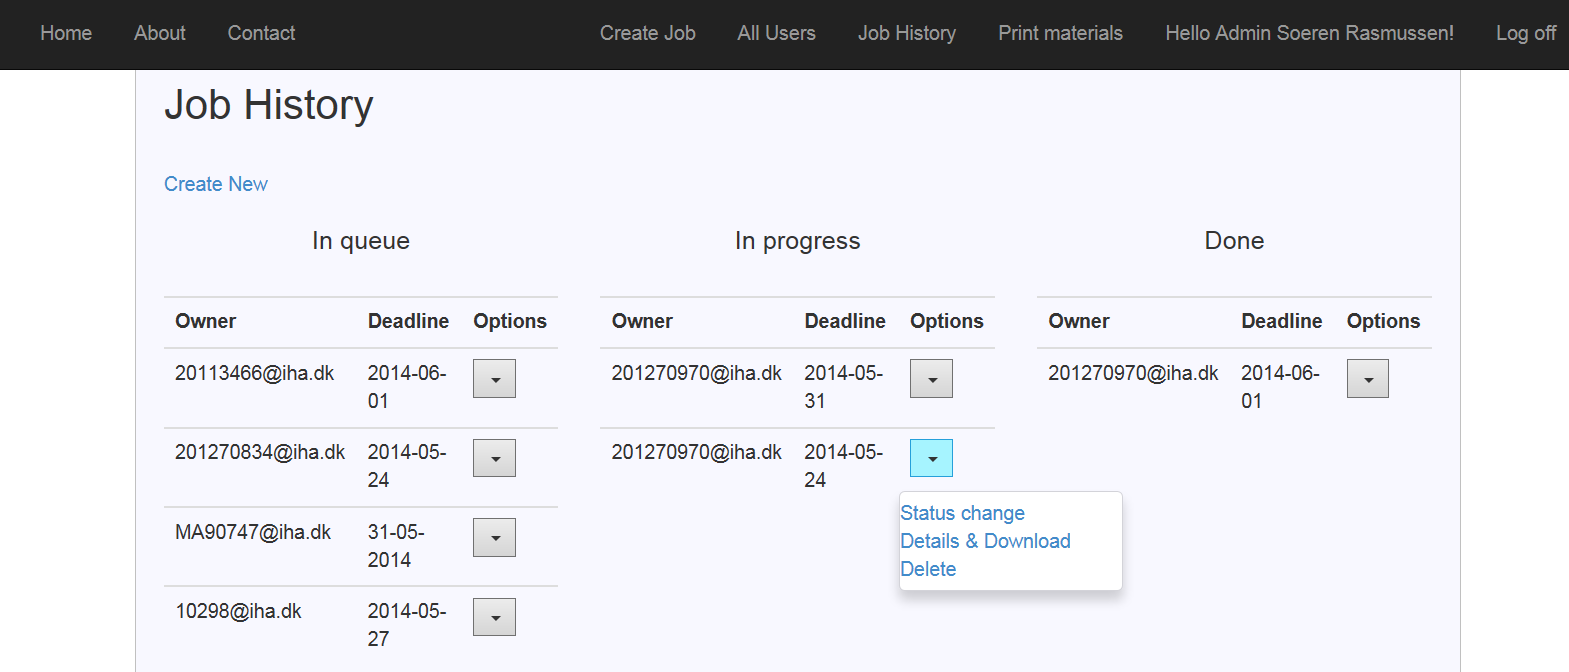 Home About Contact Create Job All Users Job History Print materials Hello Admin Soeren Rasmussen! Log off
Job History
Create New
In queue
Owner Deadline Options
20113466@iha.dk 2014-06-
01
201270834@iha.dk 2014-05-
24
MA90747@iha.dk 31-05-
2014
10298@iha.dk 2014-05-
27
In progress
Owner Deadline Options
201270970@iha.dk 2014-05-
31
201270970@iha.dk 2014-05-
24
Status change
Details & Download
Delete
Done
Owner Deadline Options
201270970@iha.dk 2014-06-
01